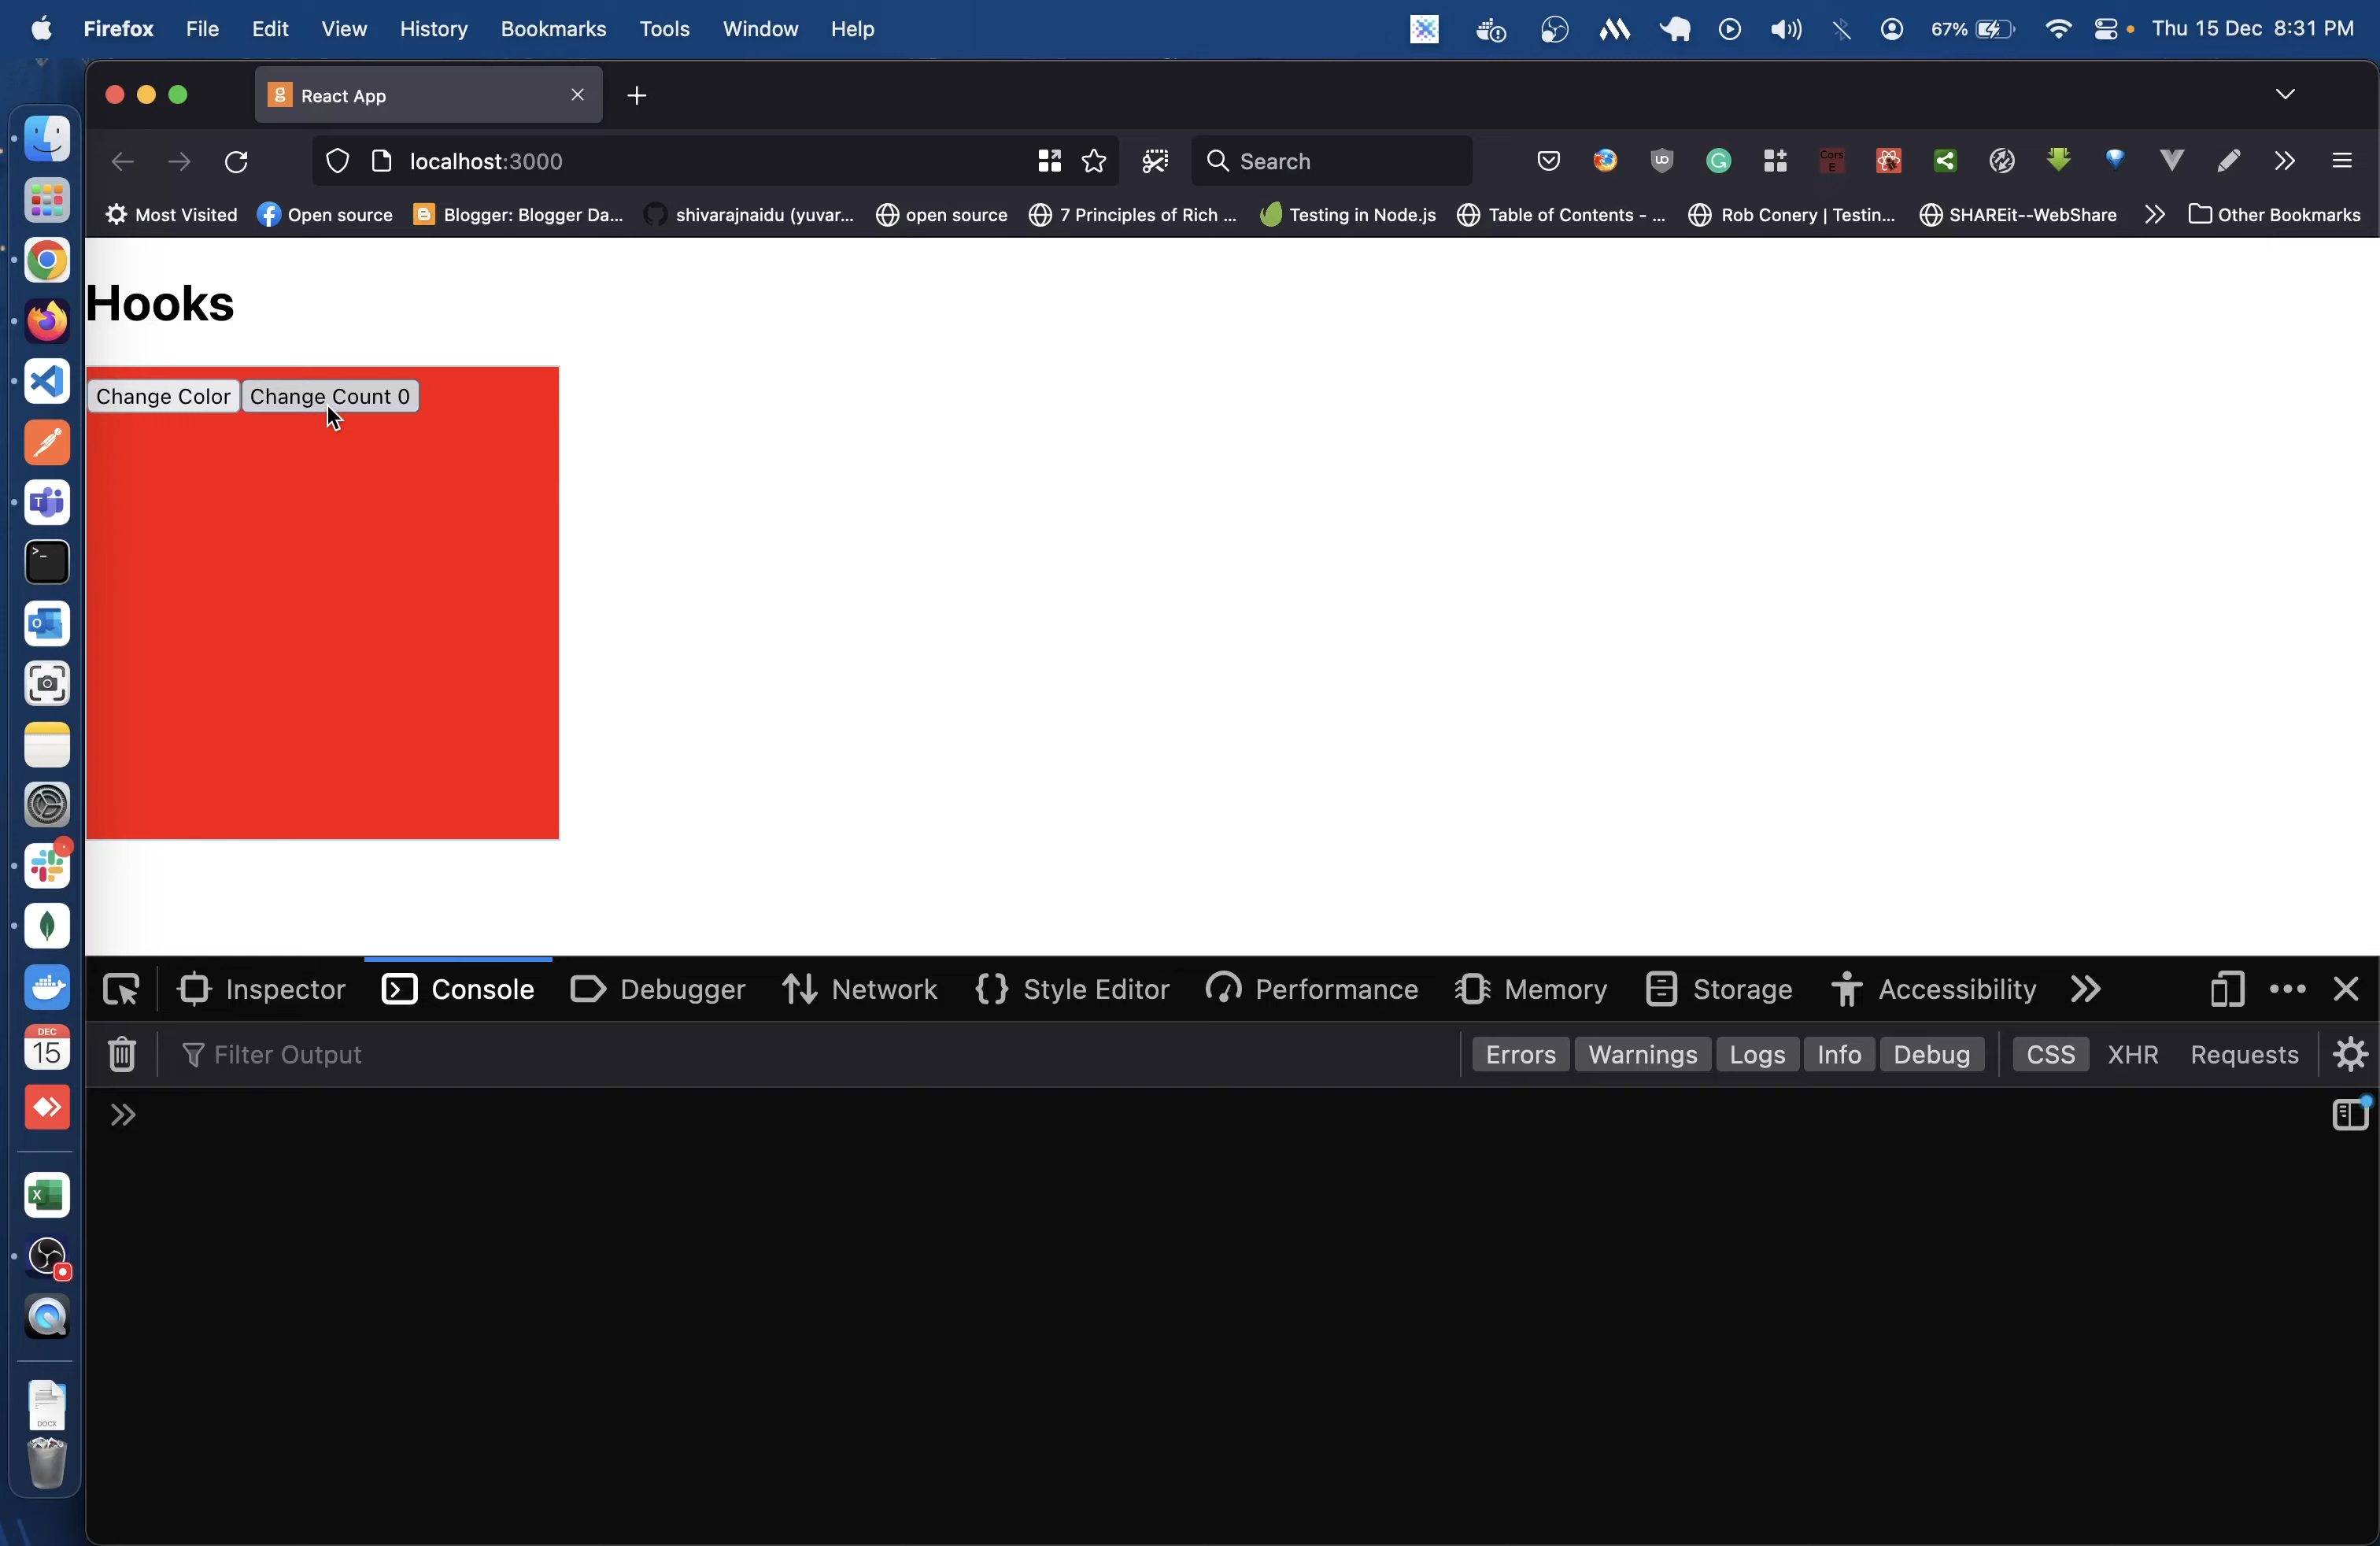 Firefox File Edit View History Bookmarks Tools Window Help 67% Thu 15 Dec 8:31 PM
React App
localhost:3000 Search Cors E
Most Visited Open source Blogger: Blogger Da... shivarajnaidu (yuvar... open source 7 Principles of Rich ... Testing in Node.js Table of Contents - ... Rob Conery | Testin... SHAREit--WebShare Other Bookmarks
Hooks
Change Color Change Count 0
Inspector Console Debugger Network Style Editor Performance Memory Storage Accessibility
Filter Output Errors Warnings Logs Info Debug CSS XHR Requests
DEC
15
DOCX